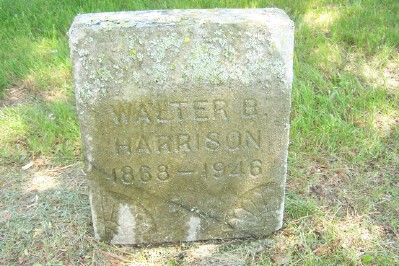 WALTER B.
HARRISON
1868 – 1946